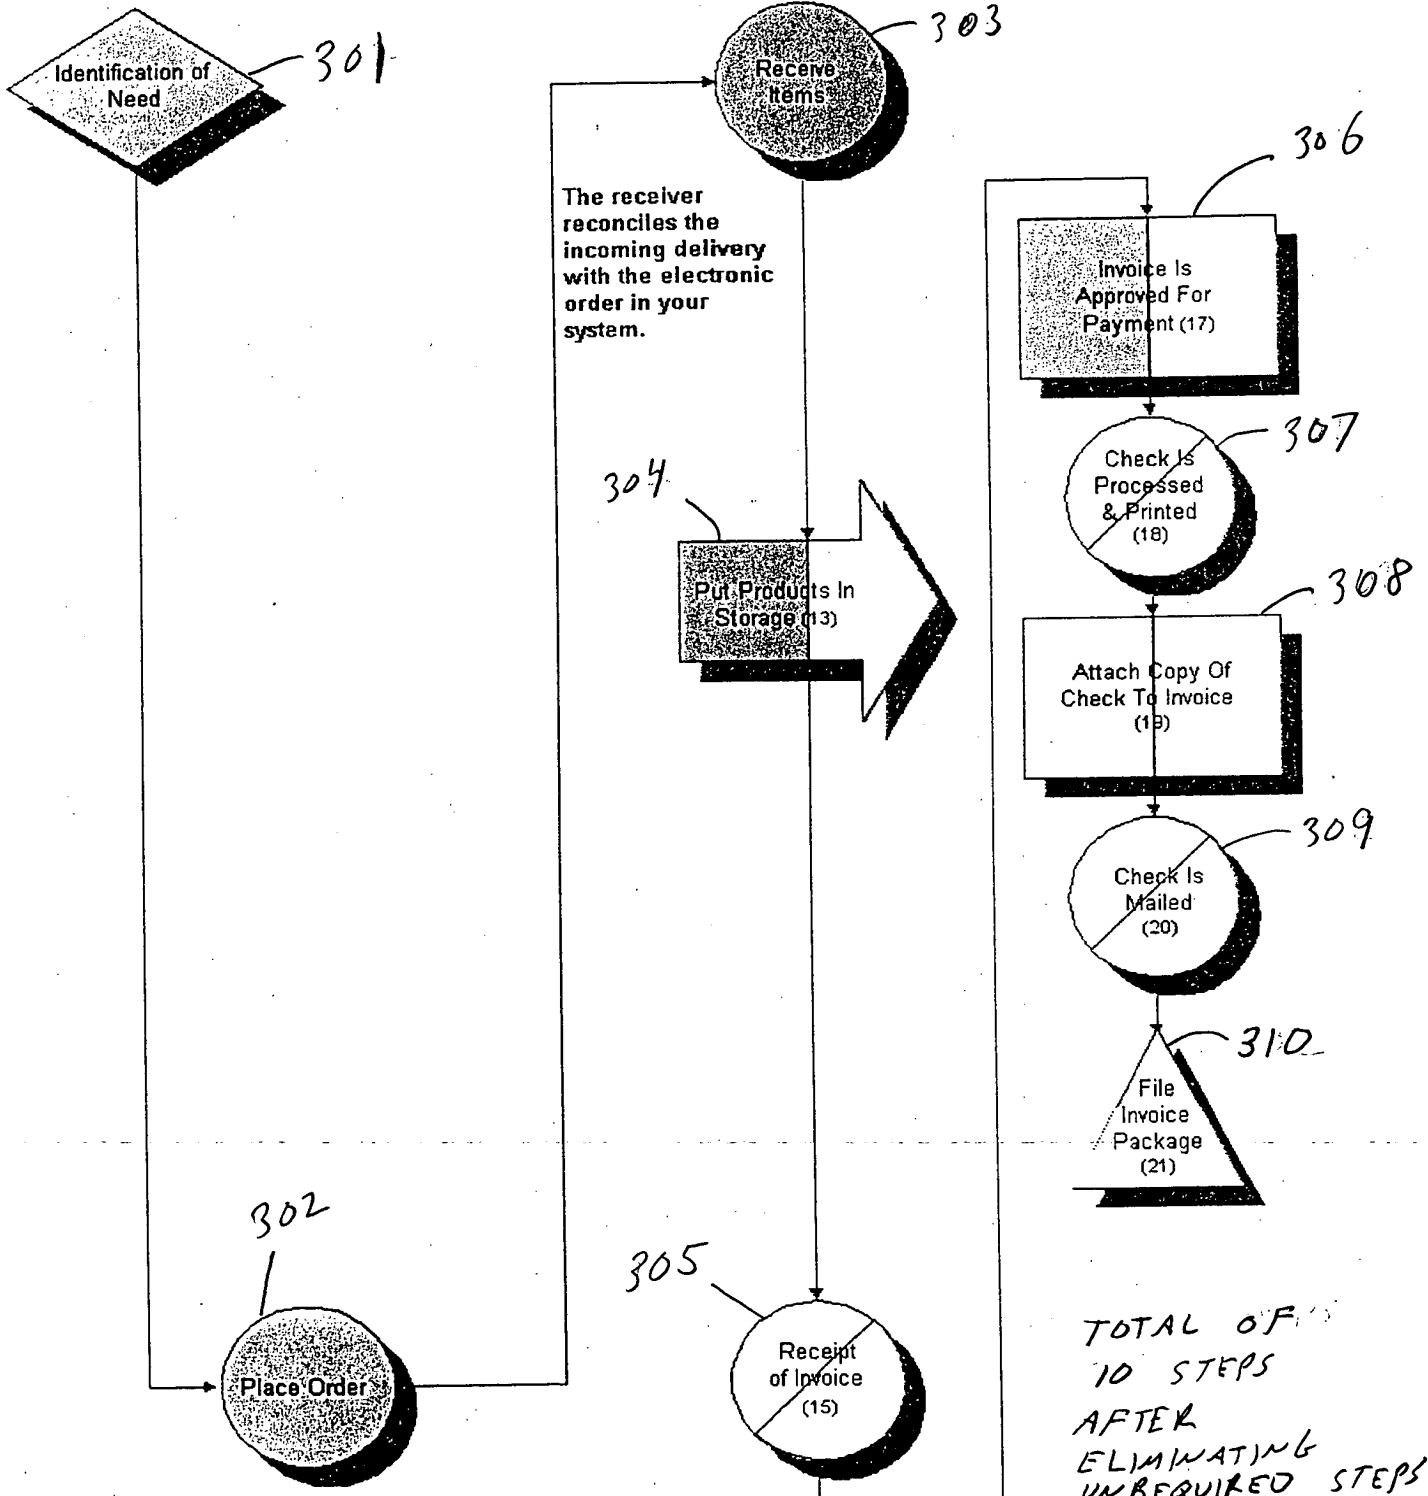 Identification of
Need
301
302
Place Order
303
Receive
Items
The receiver
reconciles the
incoming delivery
with the electronic
order in your
system.
304
Put Products In
Storage (13)
305
Receipt
of Invoice
(15)
306
Invoice Is
Approved For
Payment (17)
307
Check Is
Processed
& Printed
(18)
308
Attach Copy Of
Check To Invoice
(19)
309
Check Is
Mailed
(20)
310
File
Invoice
Package
(21)
TOTAL OF
10 STEPS
AFTER
ELIMINATING
UNREQUIRED STEPS